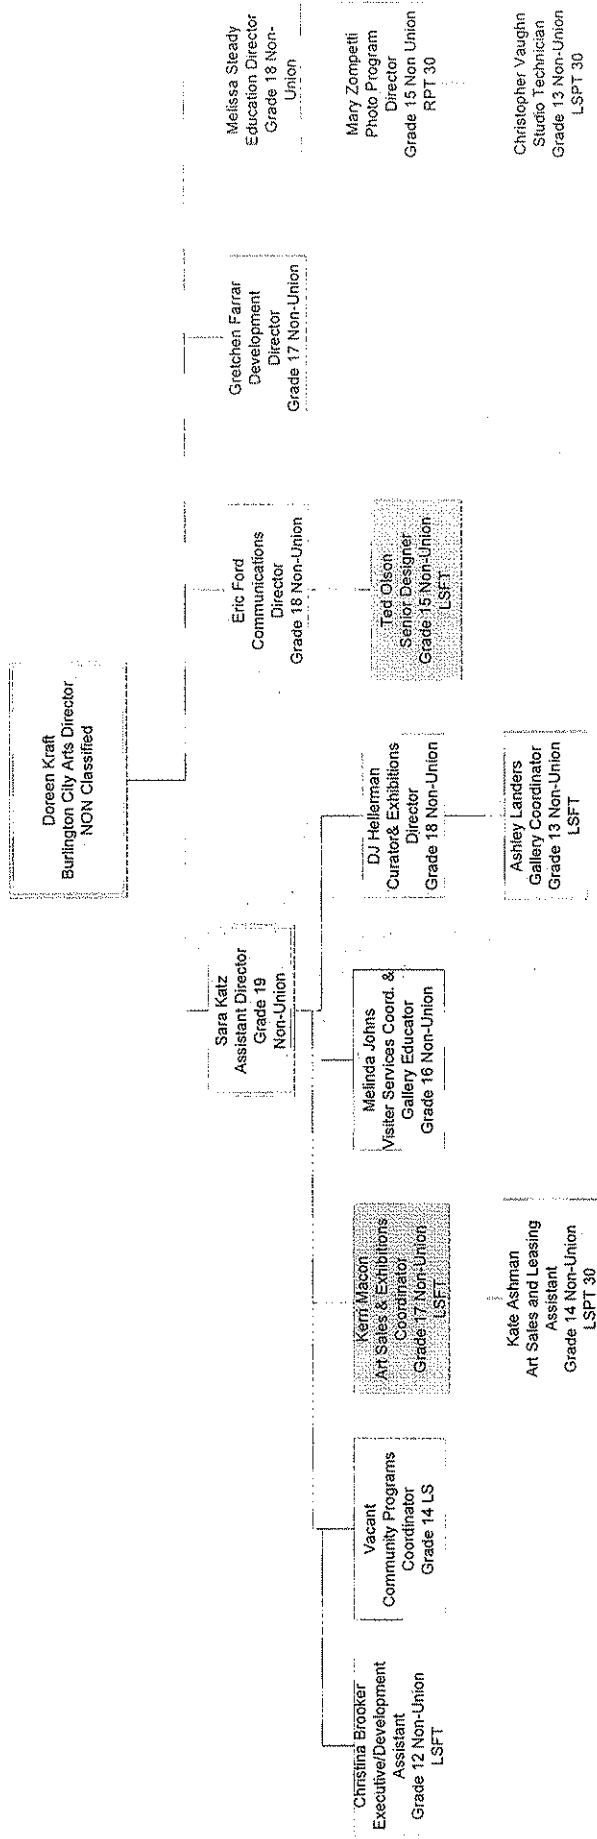 Doreen Kraft
Burlington City Arts Director
NON Classified
Sara Katz
Assistant Director
Grade 19
Non-Union
Eric Ford
Communications
Director
Grade 18 Non-Union
Gretchen Farrar
Development
Director
Grade 17 Non-Union
Melissa Steady
Education Director
Grade 18 Non-
Union
Christina Brooker
Executive/Development
Assistant
Grade 12 Non-Union
LSFT
Vacant
Community Programs
Coordinator
Grade 14 LS
Kerri Macon
Art Sales & Exhibitions
Coordinator
Grade 17 Non-Union
LSFT
Melinda Johns
Visiter Services Coord. &
Gallery Educator
Grade 16 Non-Union
DJ Hellerman
Curator& Exhibitions
Director
Grade 18 Non-Union
Ted Olson
Senior Designer
Grade 15 Non-Union
LSFT
Mary Zompetti
Photo Program
Director
Grade 15 Non Union
RPT 30
Kate Ashman
Art Sales and Leasing
Assistant
Grade 14 Non-Union
LSPT 30
Ashley Landers
Gallery Coordinator
Grade 13 Non-Union
LSFT
Christopher Vaughn
Studio Technician
Grade 13 Non-Union
LSPT 30